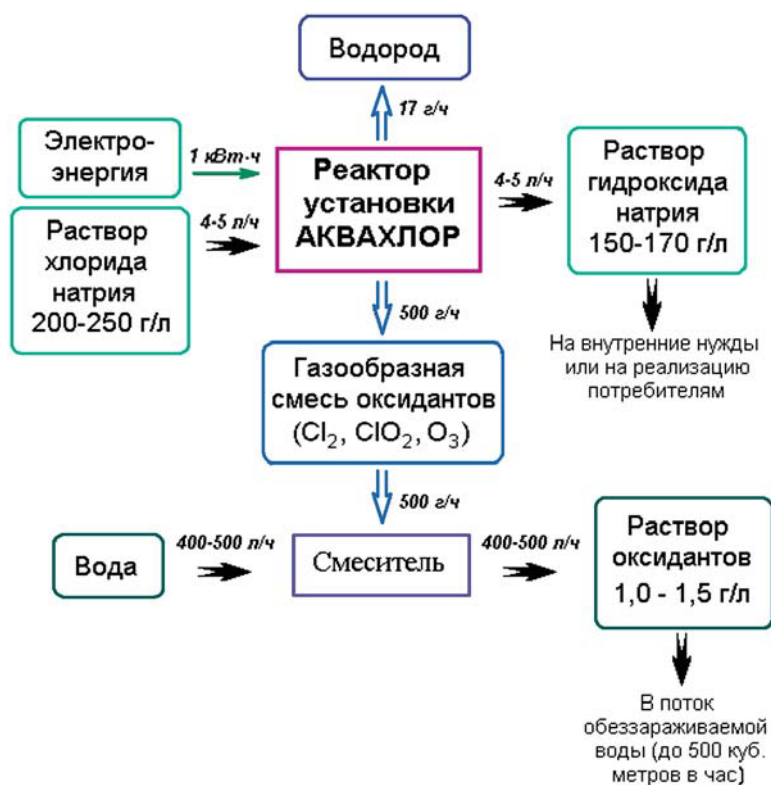 Водород
17 г/ч
Электро-
энергия
1 кВт·ч
Реактор
установки
АКВАХЛОР
4-5 л/ч
Раствор
гидроксида
натрия
150-170 г/л
Раствор
хлорида
натрия
200-250 г/л
4-5 л/ч
500 г/ч
На внутренние нужды
или на реализацию
потребителям
Газообразная
смесь оксидантов
(Cl₂, ClO₂, O₃)
500 г/ч
Вода
400-500 л/ч
Смеситель
400-500 л/ч
Раствор
оксидантов
1,0 - 1,5 г/л
В поток
обеззараживаемой
воды (до 500 куб.
метров в час)